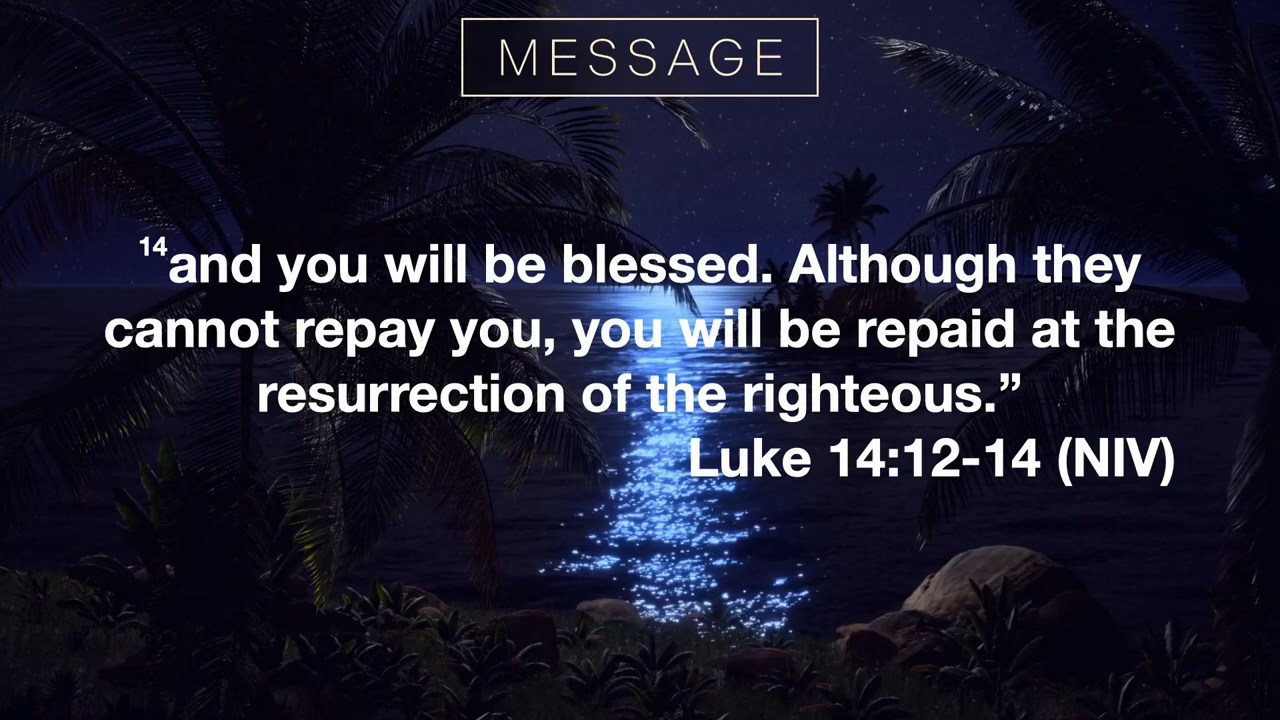 MESSAGE
14and you will be blessed. Although they
cannot repay you, you will be repaid at the
resurrection of the righteous.”
Luke 14:12-14 (NIV)